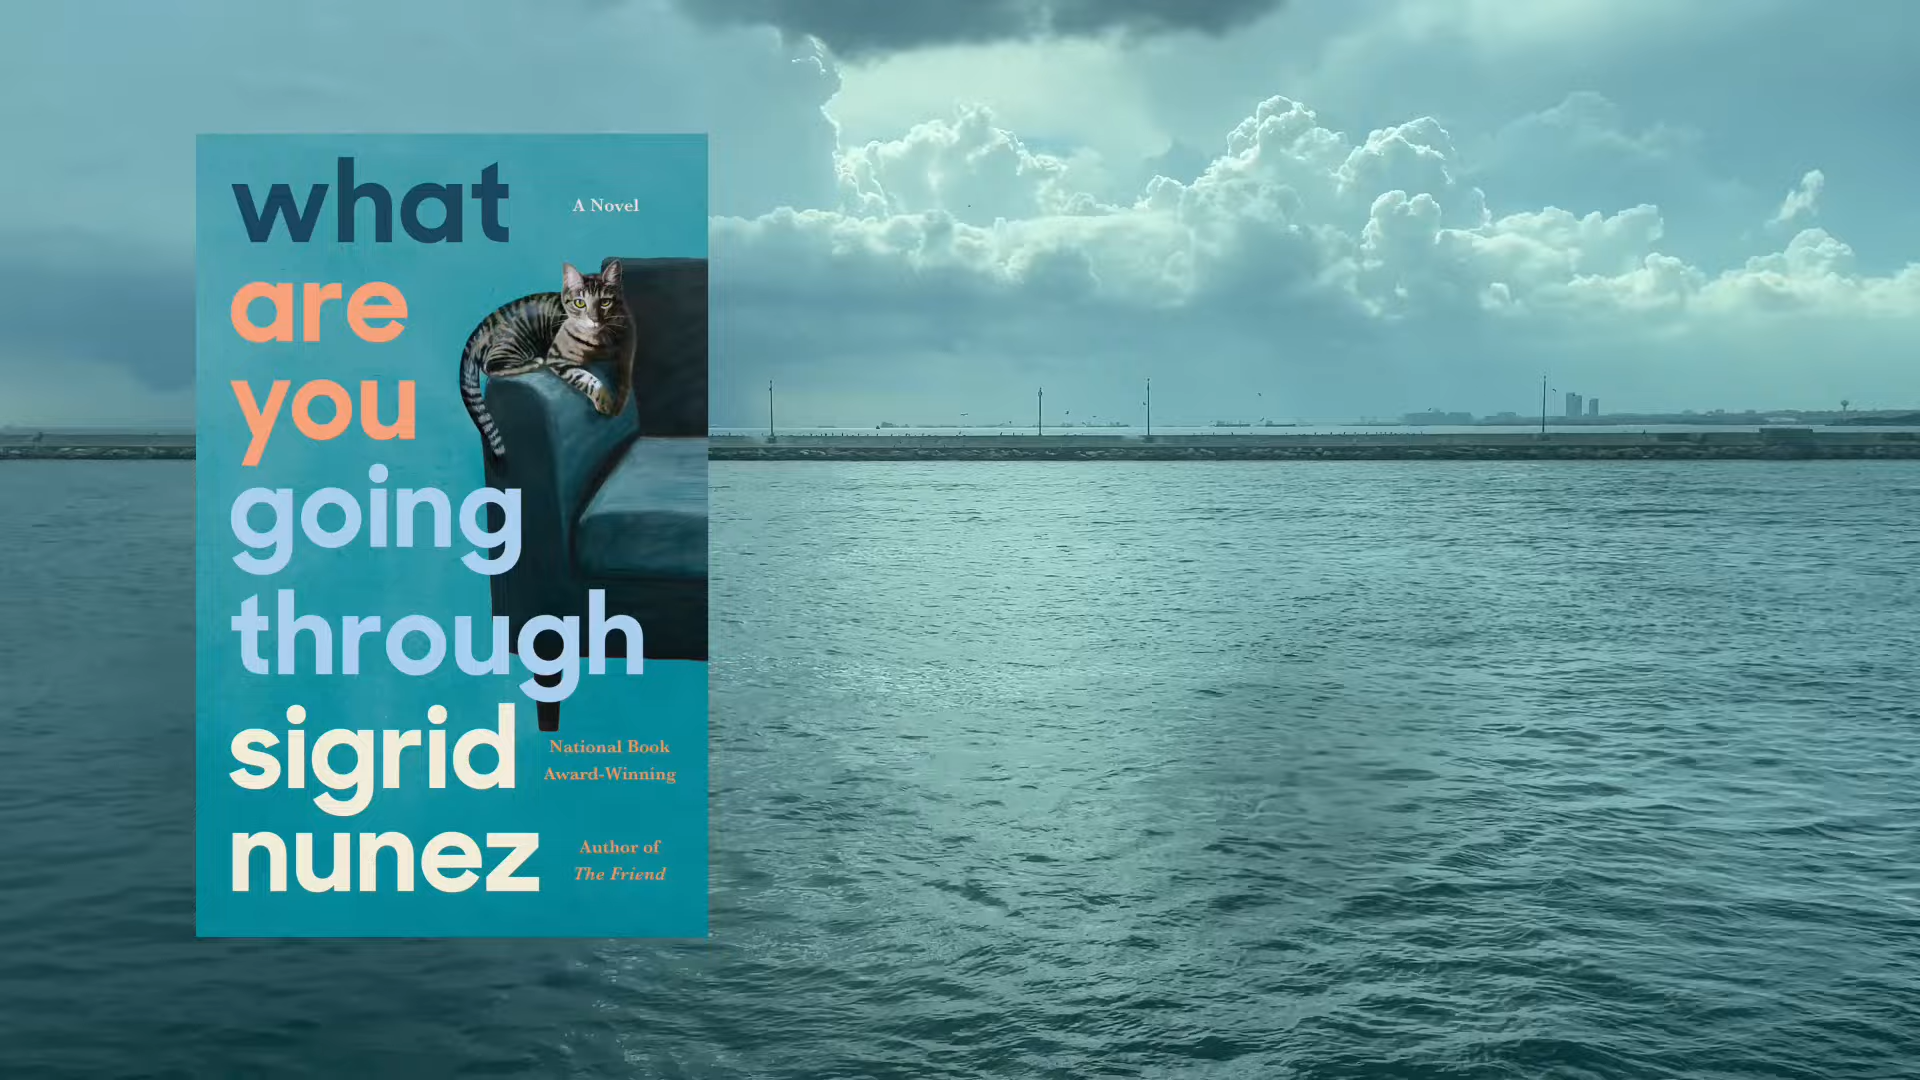 what
A Novel
are
you
going
through
sigrid
National Book
Award-Winning
nunez
Author of
The Friend